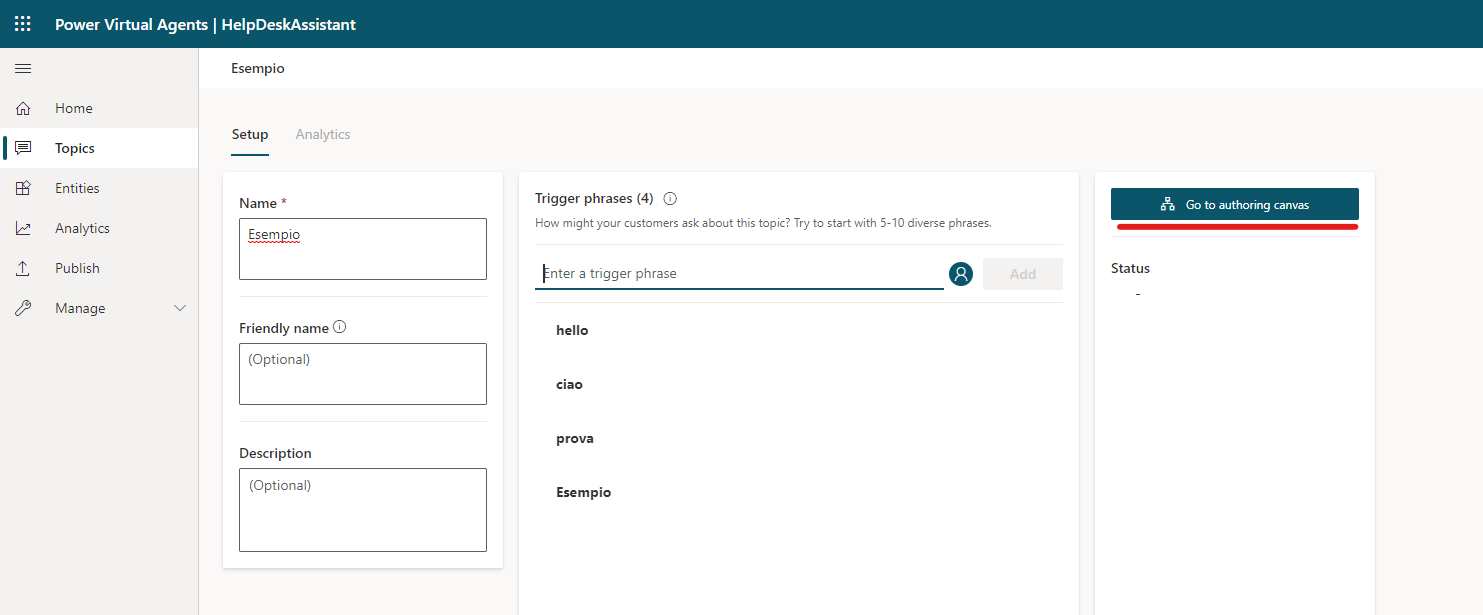 Power Virtual Agents | HelpDeskAssistant
Esempio
Home
Topics
Entities
Analytics
Publish
Manage
Setup
Analytics
Name *
Esempio
Friendly name
(Optional)
Description
(Optional)
Trigger phrases (4)
How might your customers ask about this topic? Try to start with 5-10 diverse phrases.
Enter a trigger phrase
Add
hello
ciao
prova
Esempio
Go to authoring canvas
Status
-